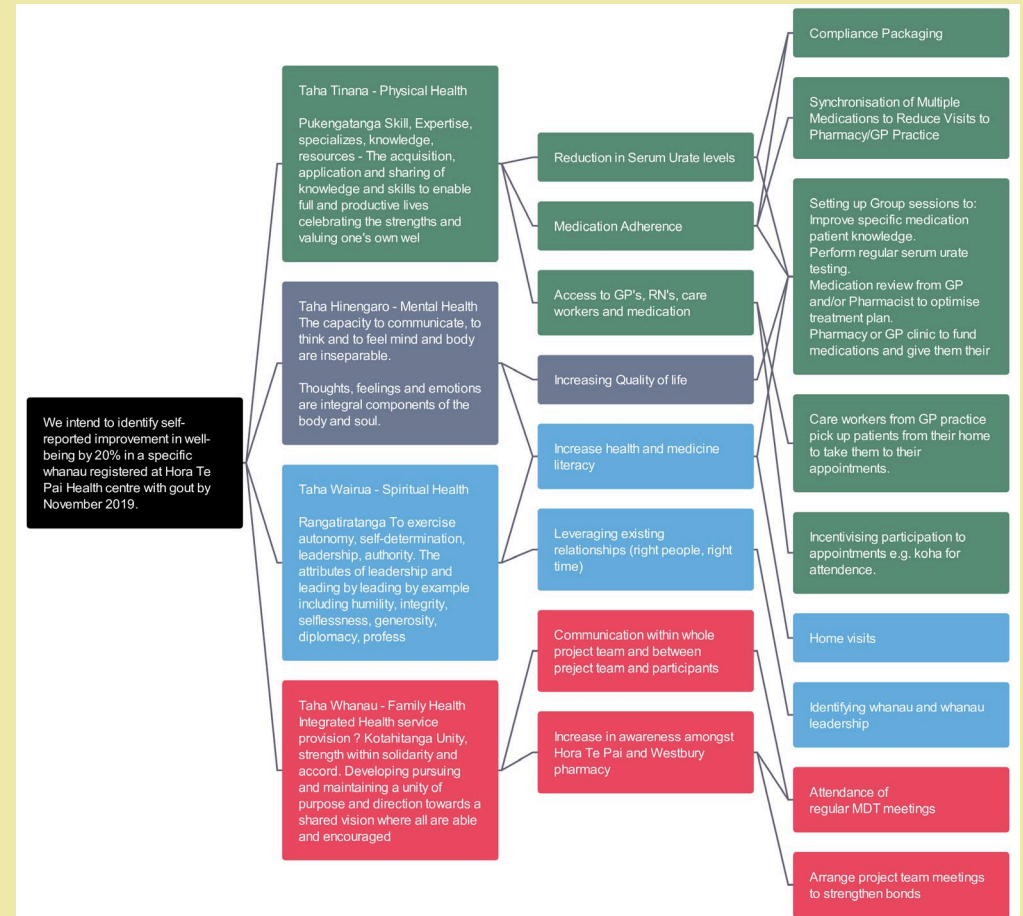 We intend to identify self-
reported improvement in well-
being by 20% in a specific
whanau registered at Hora Te
Pai Health centre with gout by
November 2019.
Taha Tinana - Physical Health
Pukengatanga Skill, Expertise,
specializes, knowledge,
resources - The acquisition,
application and sharing of
knowledge and skills to enable
full and productive lives
celebrating the strengths and
valuing one's own wel
Taha Hinengaro - Mental Health
The capacity to communicate, to
think and to feel mind and body
are inseparable.
Thoughts, feelings and emotions
are integral components of the
body and soul.
Taha Wairua - Spiritual Health
Rangatiratanga To exercise
autonomy, self-determination,
leadership, authority. The
attributes of leadership and
leading by leading by example
including humility, integrity,
selflessness, generosity,
diplomacy, profess
Taha Whanau - Family Health
Integrated Health service
provision ? Kotahitanga Unity,
strength within solidarity and
accord. Developing pursuing
and maintaining a unity of
purpose and direction towards a
shared vision where all are able
and encouraged
Reduction in Serum Urate levels
Medication Adherence
Access to GP's, RN's, care
workers and medication
Increasing Quality of life
Increase health and medicine
literacy
Leveraging existing
relationships (right people, right
time)
Communication within whole
project team and between
preject team and participants
Increase in awareness amongst
Hora Te Pai and Westbury
pharmacy
Compliance Packaging
Synchronisation of Multiple
Medications to Reduce Visits to
Pharmacy/GP Practice
Setting up Group sessions to:
Improve specific medication
patient knowledge.
Perform regular serum urate
testing.
Medication review from GP
and/or Pharmacist to optimise
treatment plan.
Pharmacy or GP clinic to fund
medications and give them their
Care workers from GP practice
pick up patients from their home
to take them to their
appointments.
Incentivising participation to
appointments e.g. koha for
attendence.
Home visits
Identifying whanau and whanau
leadership
Attendance of
regular MDT meetings
Arrange project team meetings
to strengthen bonds